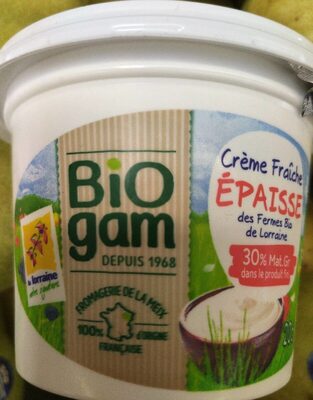 BiO
gam
DEPUIS 1968
FROMAGERIE DE LA MEIX
100%
D'ORIGINE
FRANÇAISE
la lorraine
Crème Fraîche
ÉPAISSE
des Fermes Bio
de Lorraine
30% Mat. Gr
dans le produit fini